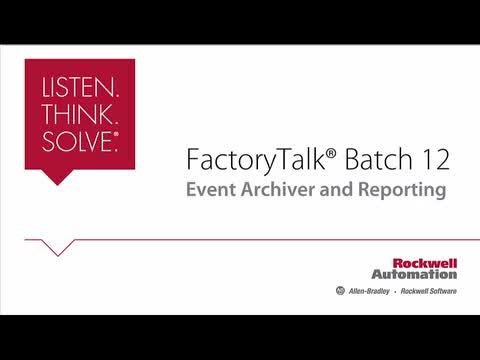 LISTEN.
THINK.
SOLVE.®
FactoryTalk® Batch 12
Event Archiver and Reporting
Rockwell
Automation
AB Allen-Bradley • Rockwell Software